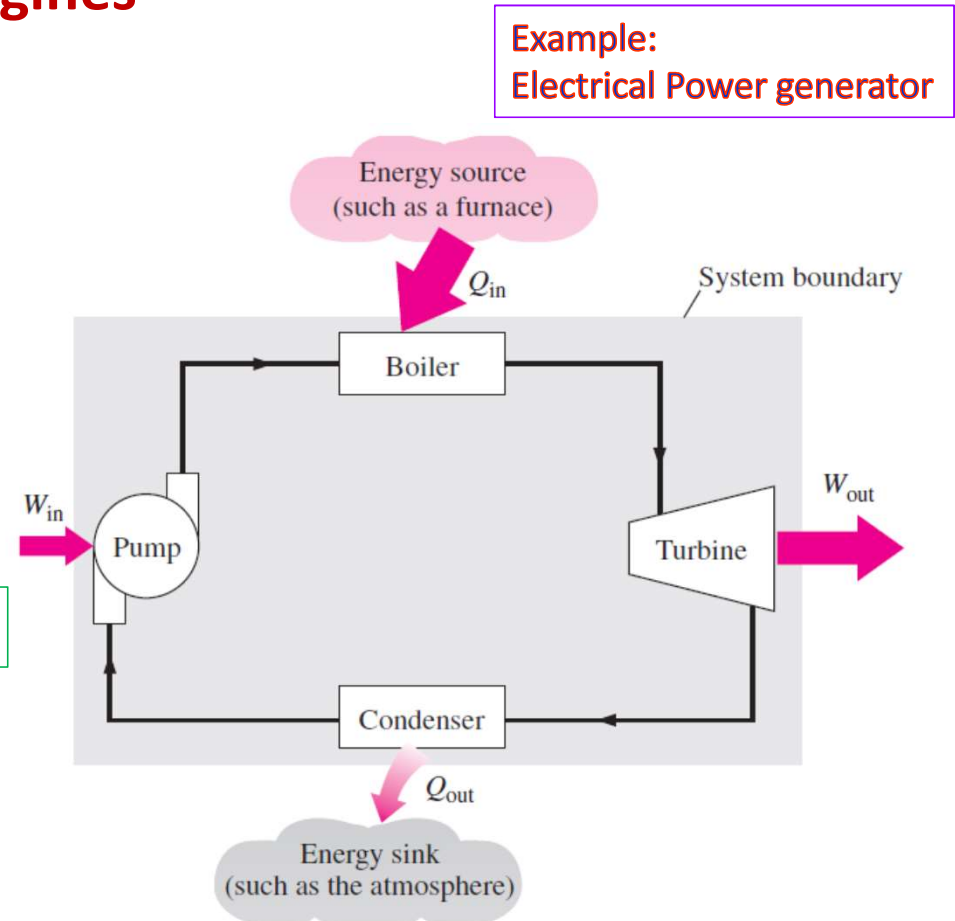 Example:
Electrical Power generator
Energy source
(such as a furnace)
Qin
System boundary
Boiler
Win
Wout
Pump
Turbine
Condenser
Qout
Energy sink
(such as the atmosphere)